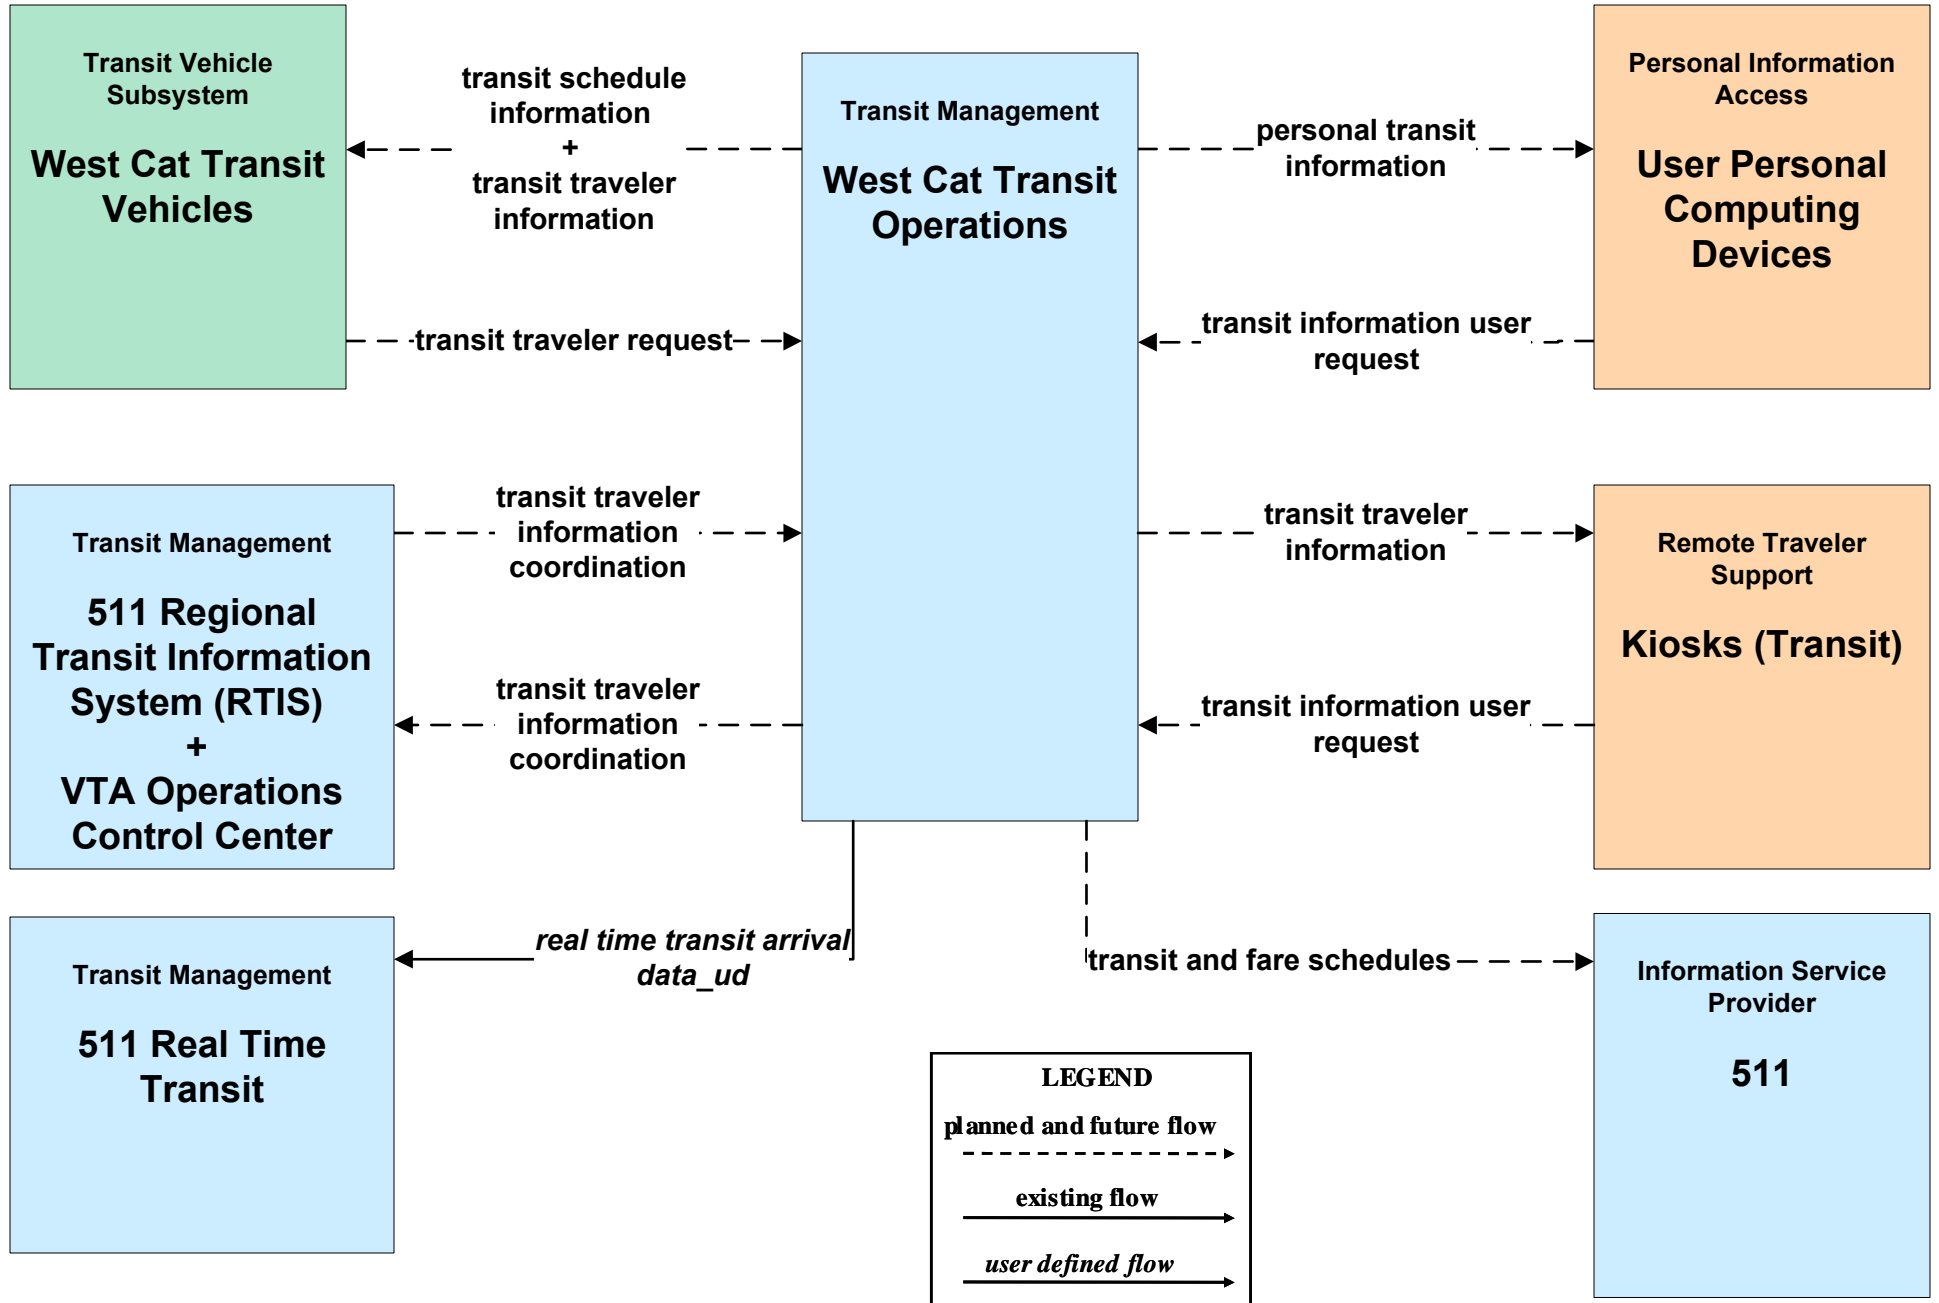 Transit Vehicle
Subsystem
West Cat Transit
Vehicles
transit schedule
information
+
transit traveler
information
transit traveler request
Transit Management
West Cat Transit
Operations
personal transit
information
transit information user
request
Personal Information
Access
User Personal
Computing
Devices
Transit Management
511 Regional
Transit Information
System (RTIS)
+
VTA Operations
Control Center
transit traveler
information
coordination
transit traveler
information
coordination
transit traveler
information
transit information user
request
Remote Traveler
Support
Kiosks (Transit)
Transit Management
511 Real Time
Transit
real time transit arrival
data_ud
transit and fare schedules
Information Service
Provider
511
LEGEND
planned and future flow
existing flow
user defined flow